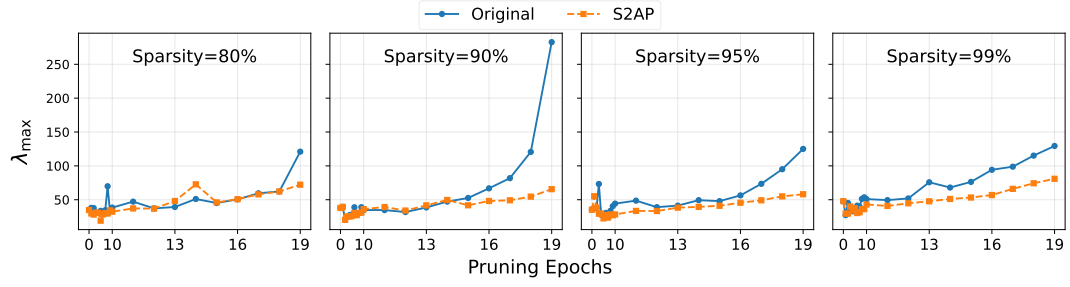 Original S2AP
Sparsity=80% Sparsity=90% Sparsity=95% Sparsity=99%
250
200
150
100
50
λmax
0 10 13 16 19 0 10 13 16 19 0 10 13 16 19 0 10 13 16 19
Pruning Epochs